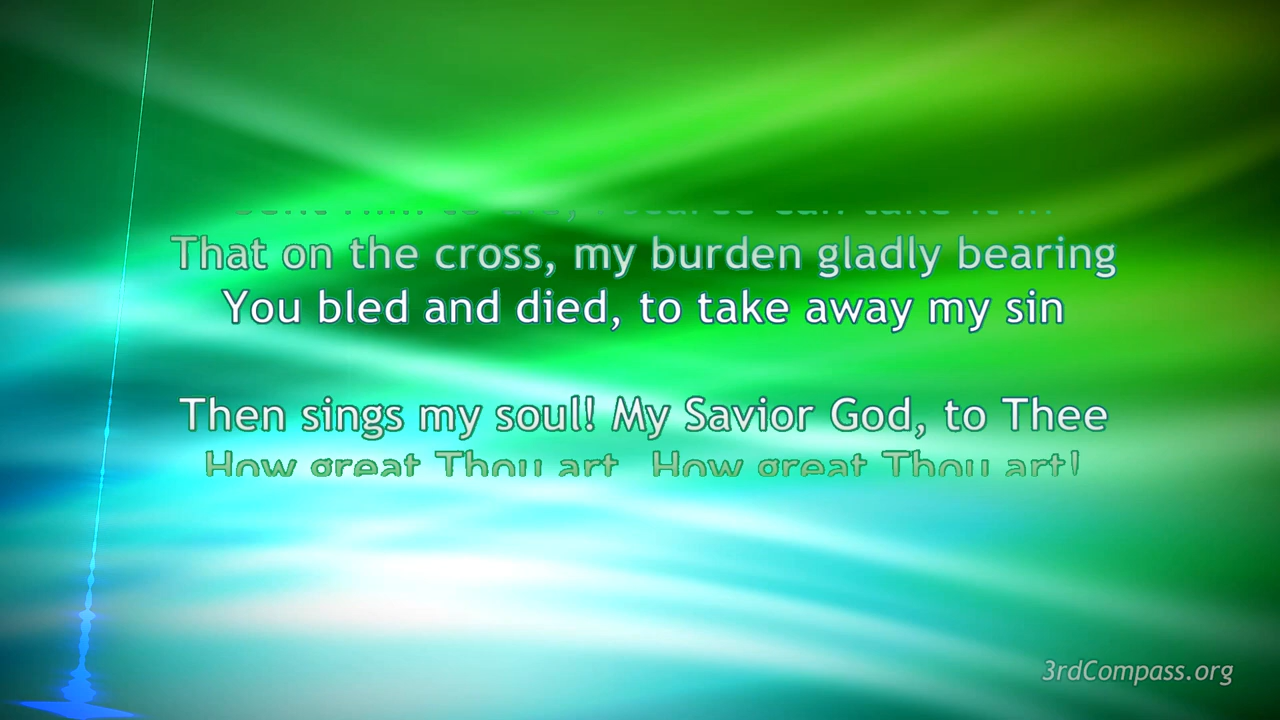 That on the cross, my burden gladly bearing
You bled and died, to take away my sin
Then sings my soul! My Savior God, to Thee
How great Thou art, How great Thou art!
3rdCompass.org